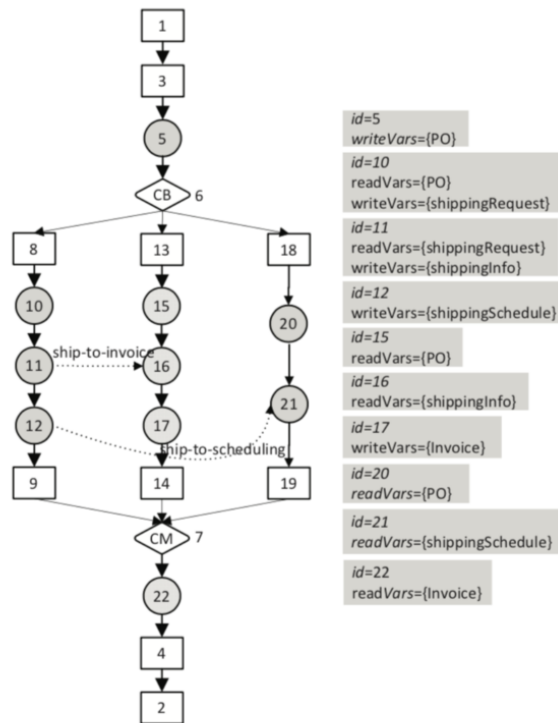 1
3
5
CB 6
8 13 18
10 15 20
ship-to-invoice
11 16
21
12 17
ship-to-scheduling
9 14 19
CM 7
22
4
2
id=5
writeVars={PO}
id=10
readVars={PO}
writeVars={shippingRequest}
id=11
readVars={shippingRequest}
writeVars={shippingInfo}
id=12
writeVars={shippingSchedule}
id=15
readVars={PO}
id=16
readVars={shippingInfo}
id=17
writeVars={Invoice}
id=20
readVars={PO}
id=21
readVars={shippingSchedule}
id=22
readVars={Invoice}